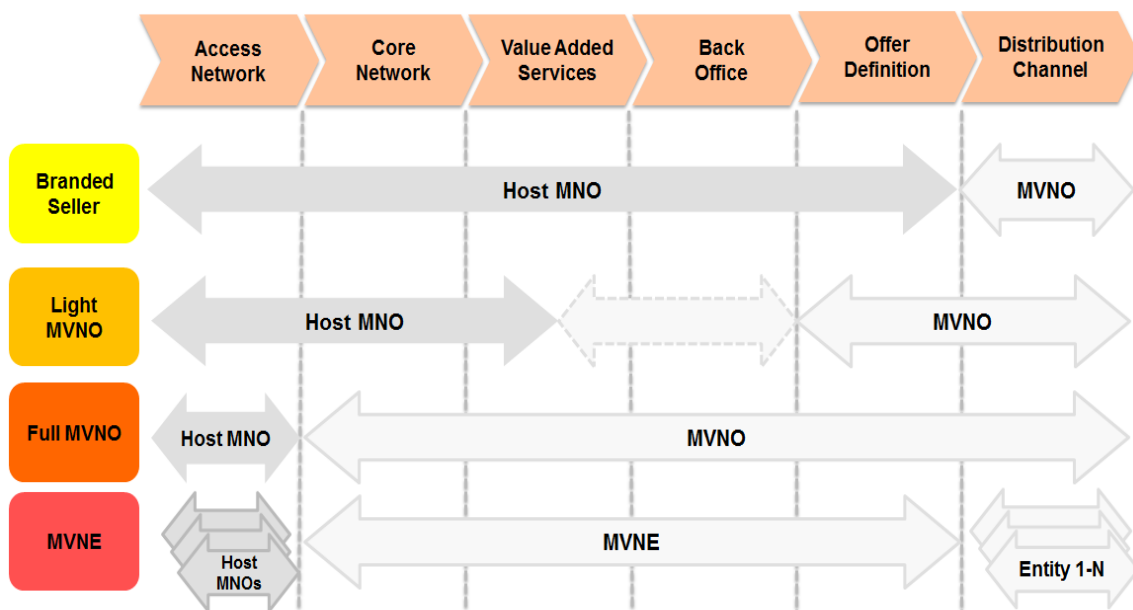 Access
Network
Core
Network
Value Added
Services
Back
Office
Offer
Definition
Distribution
Channel
Branded
Seller
Host MNO
MVNO
Light
MVNO
Host MNO
MVNO
Full MVNO
Host MNO
MVNO
MVNE
Host
MNOs
MVNE
Entity 1-N